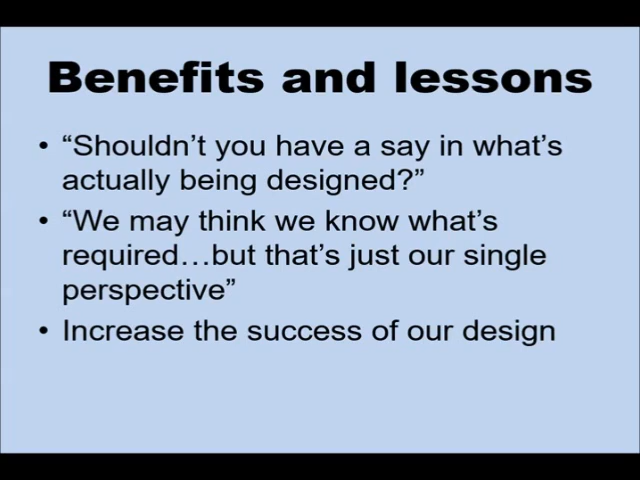 Benefits and lessons
• “Shouldn’t you have a say in what’s
actually being designed?”
• “We may think we know what’s
required…but that’s just our single
perspective”
• Increase the success of our design